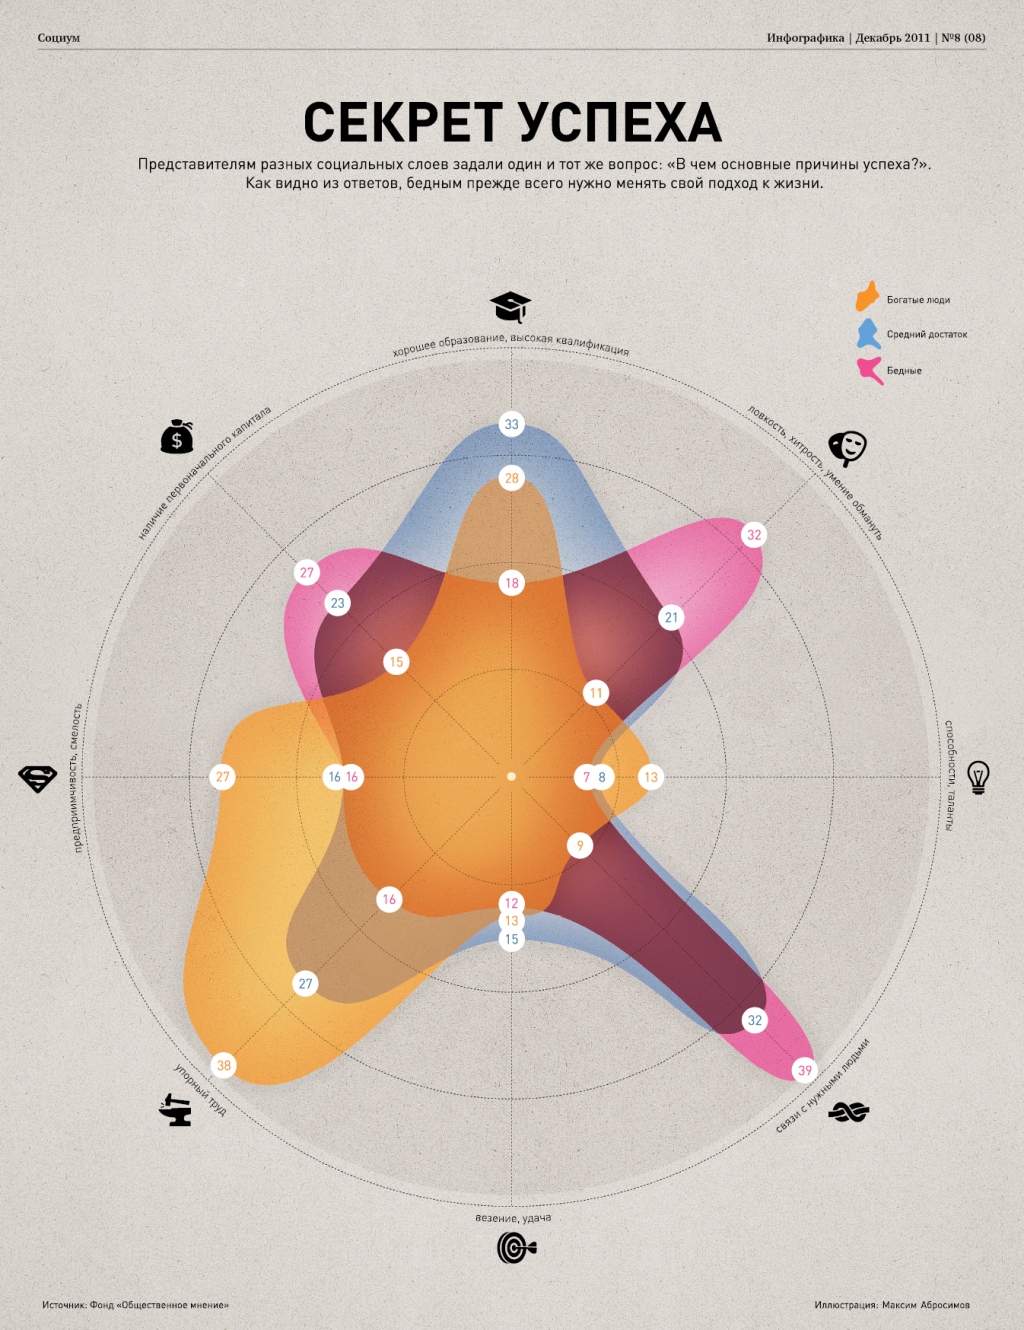 Социум
Инфографика | Декабрь 2011 | №8 (08)
СЕКРЕТ УСПЕХА
Представителям разных социальных слоев задали один и тот же вопрос: «В чем основные причины успеха?».
Как видно из ответов, бедным прежде всего нужно менять свой подход к жизни.
Богатые люди
Средний достаток
Бедные
хорошее образование, высокая квалификация
наличие первоначального капитала
ловкость, хитрость, умение обмануть
33
28
32
27
18
23
21
15
11
предприимчивость, смелость
способности, таланты
27
16
16
7
8
13
9
16
12
13
15
27
32
38
39
упорный труд
связи с нужными людьми
везение, удача
Источник: Фонд «Общественное мнение»
Иллюстрация: Максим Абросимов